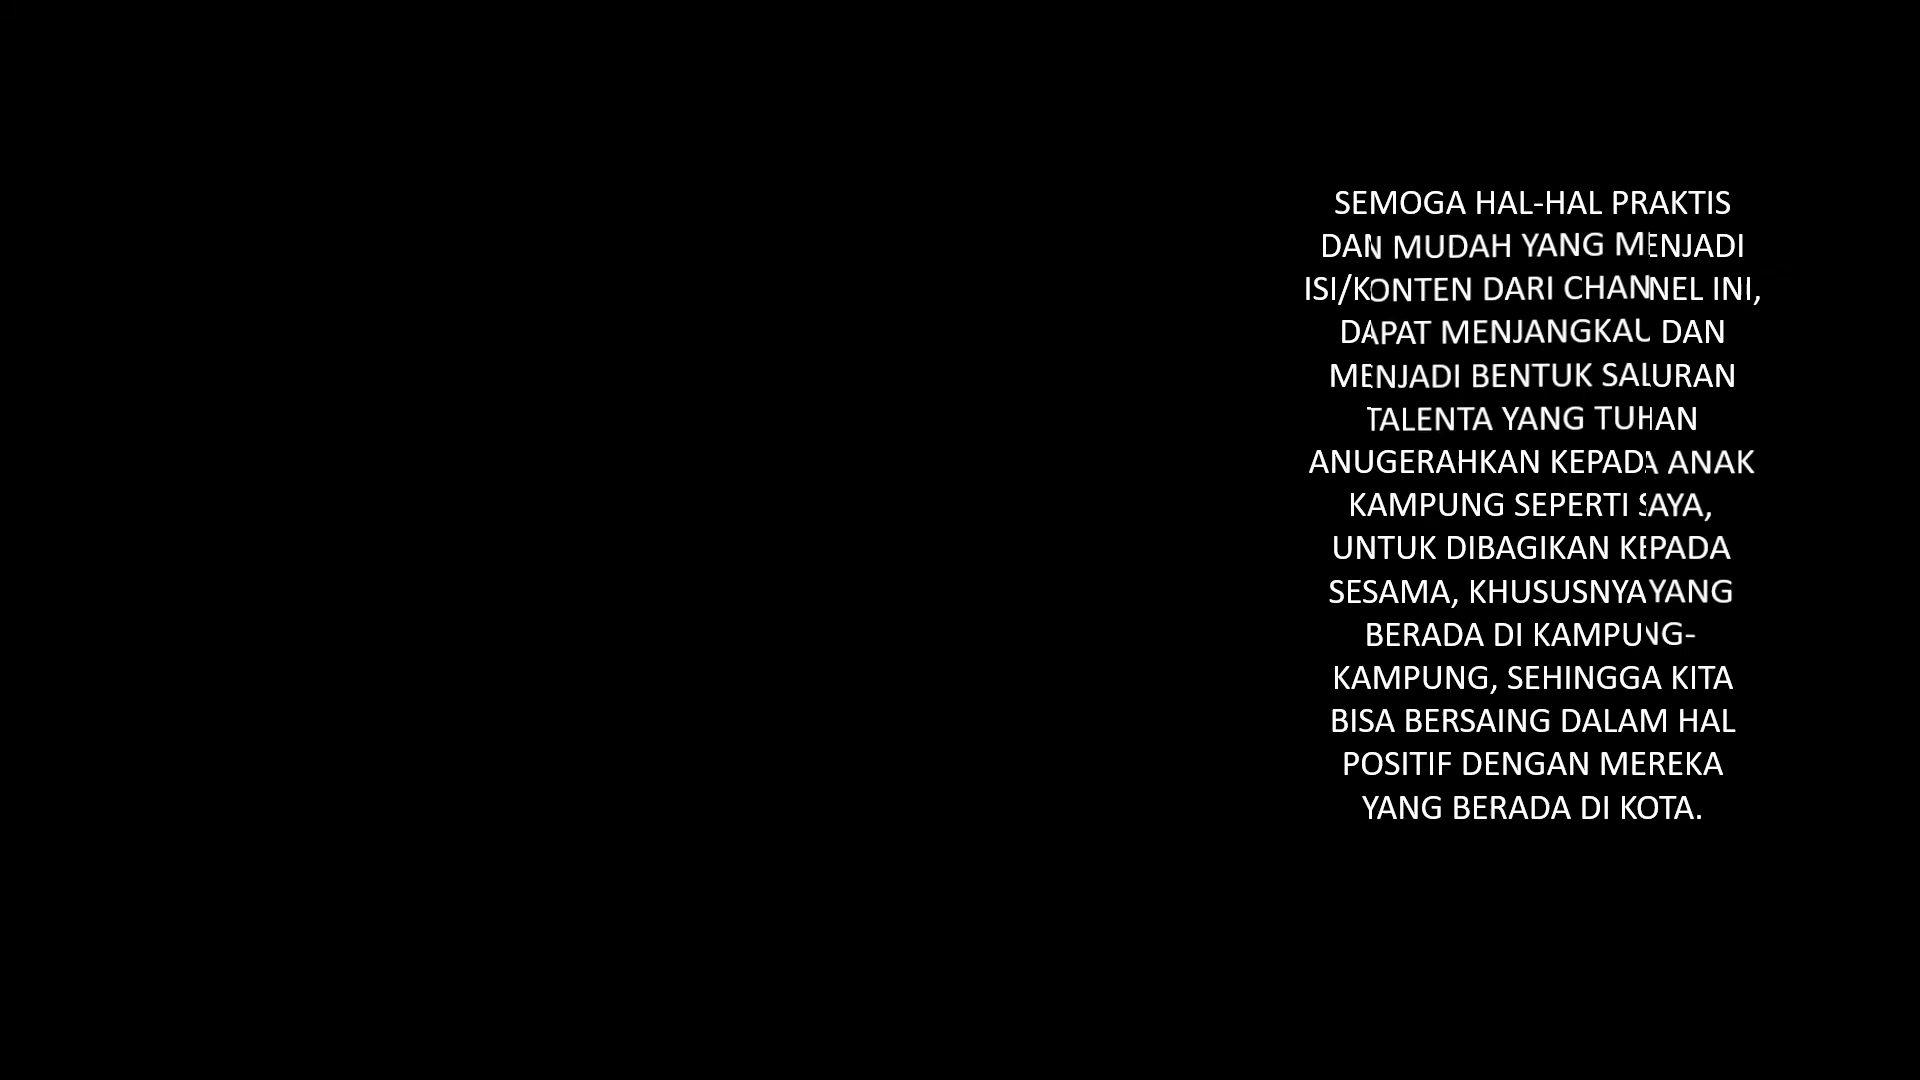 SEMOGA HAL-HAL PRAKTIS
DAN MUDAH YANG MENJADI
ISI/KONTEN DARI CHANNEL INI,
DAPAT MENJANGKAU DAN
MENJADI BENTUK SALURAN
TALENTA YANG TUHAN
ANUGERAHKAN KEPADA ANAK
KAMPUNG SEPERTI SAYA,
UNTUK DIBAGIKAN KEPADA
SESAMA, KHUSUSNYA YANG
BERADA DI KAMPUNG-
KAMPUNG, SEHINGGA KITA
BISA BERSAING DALAM HAL
POSITIF DENGAN MEREKA
YANG BERADA DI KOTA.